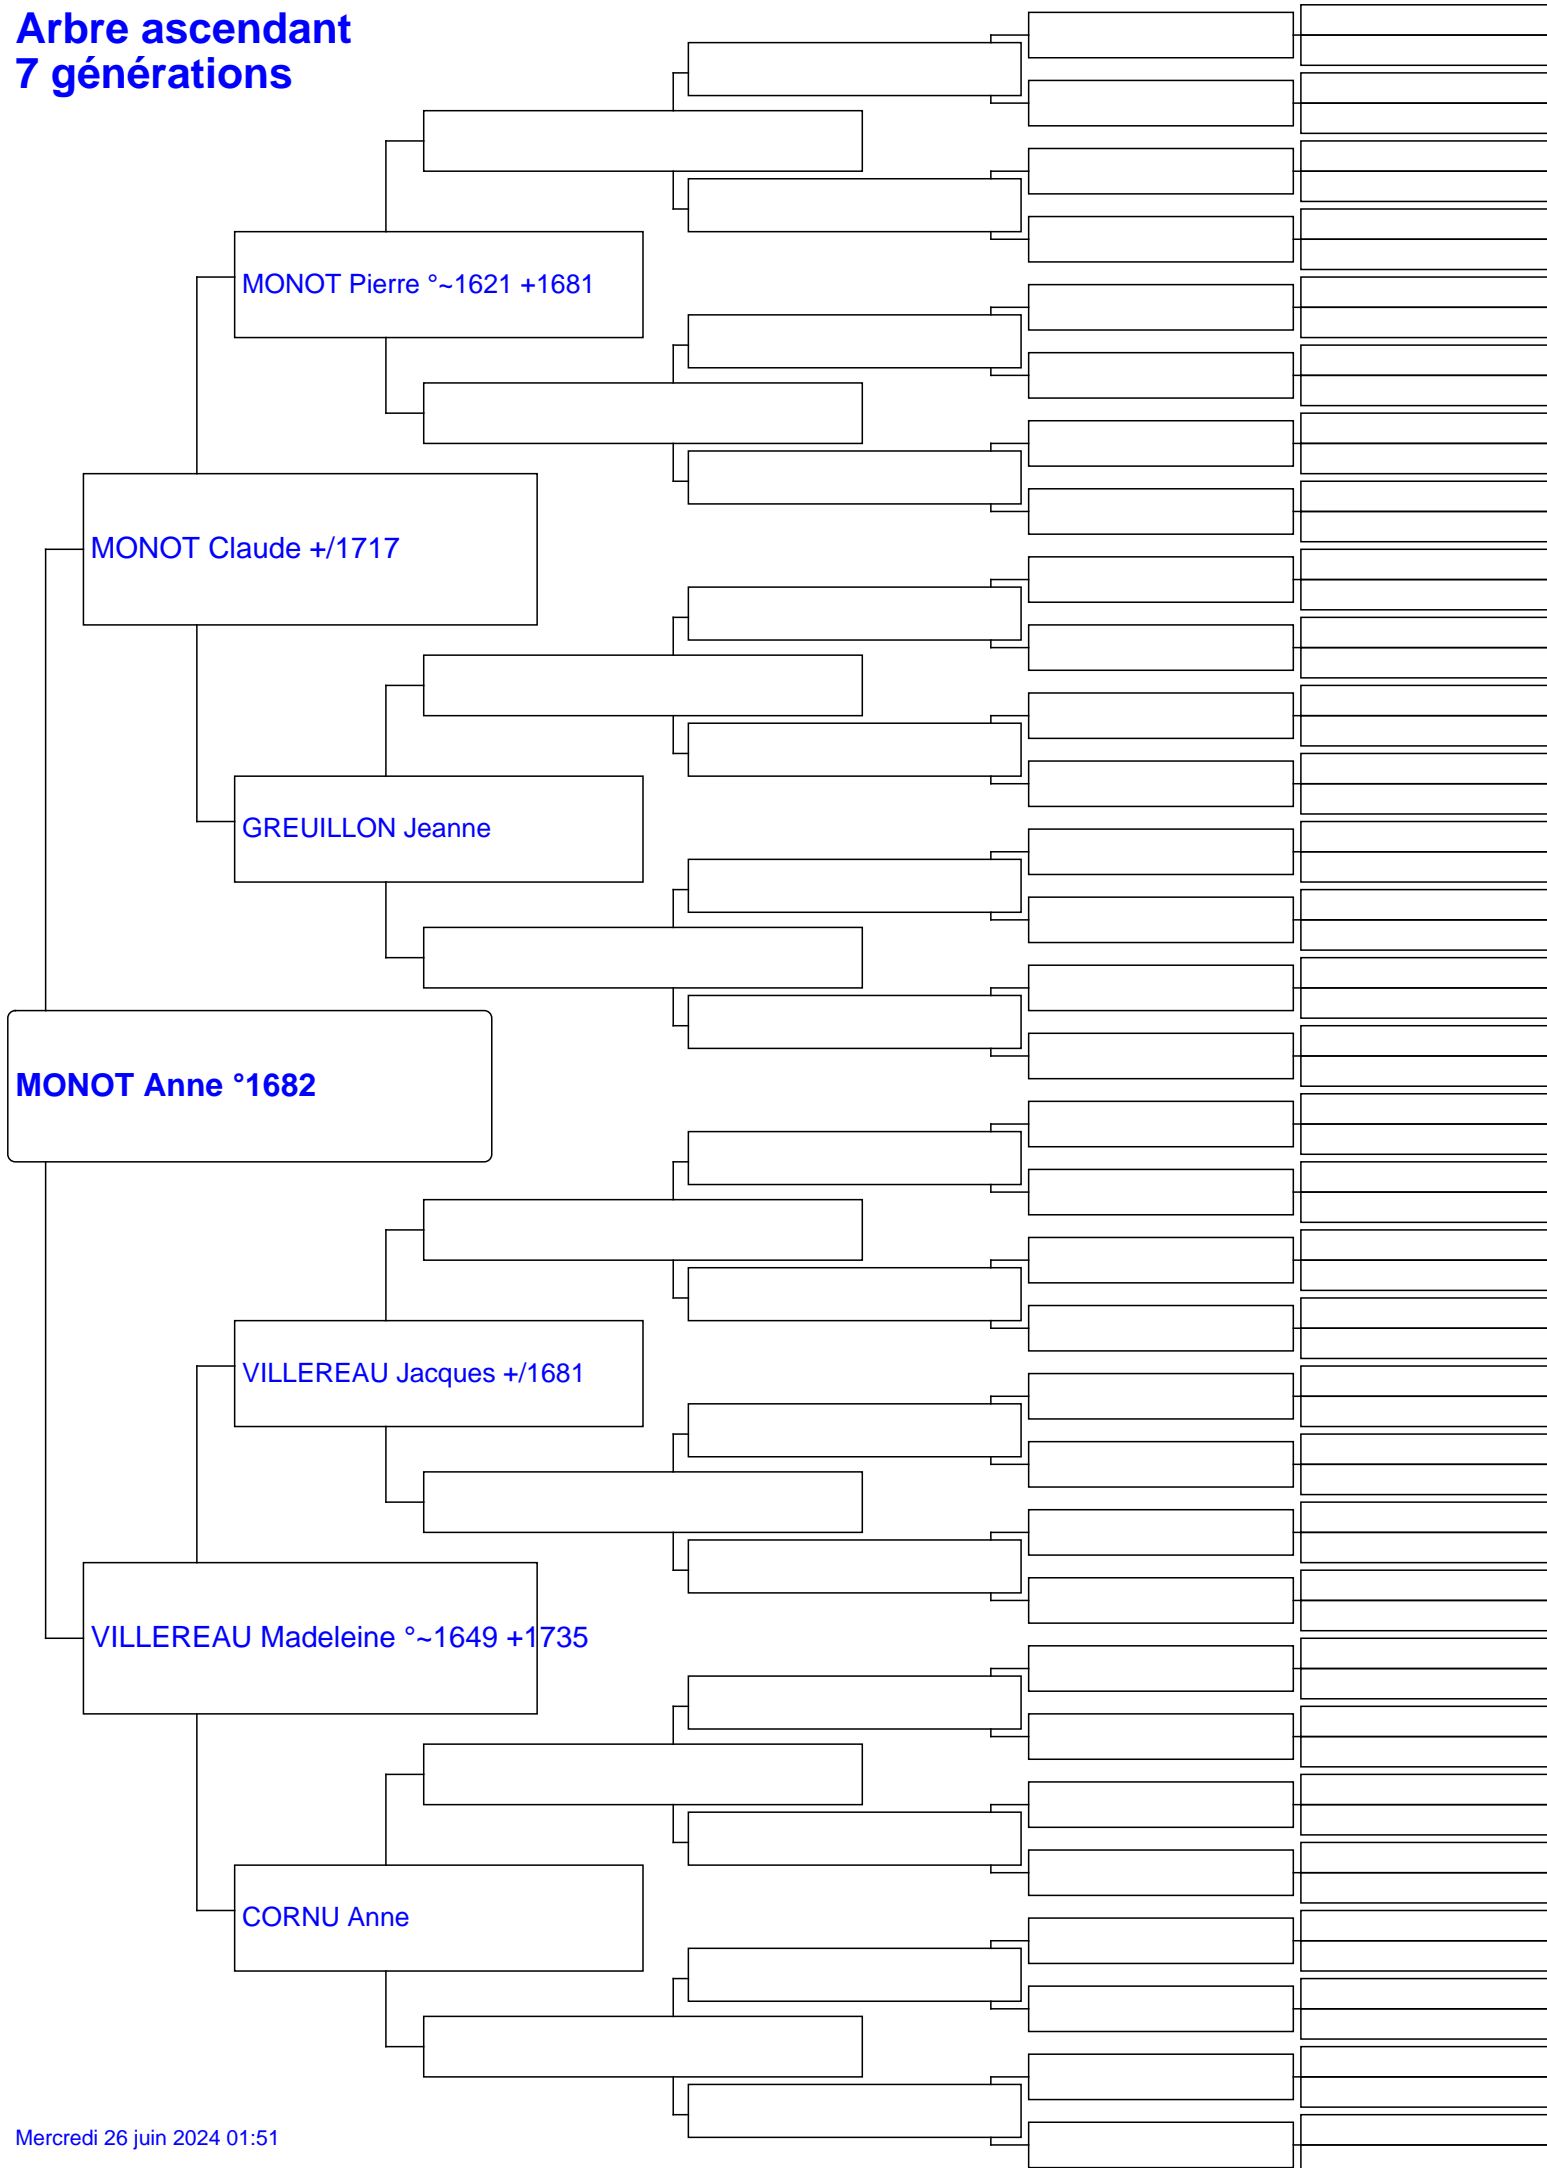 Arbre ascendant
7 générations
MONOT Pierre °~1621 +1681
MONOT Claude +/1717
GREUILLON Jeanne
MONOT Anne °1682
VILLEREAU Jacques +/1681
VILLEREAU Madeleine °~1649 +1735
CORNU Anne
Mercredi 26 juin 2024 01:51